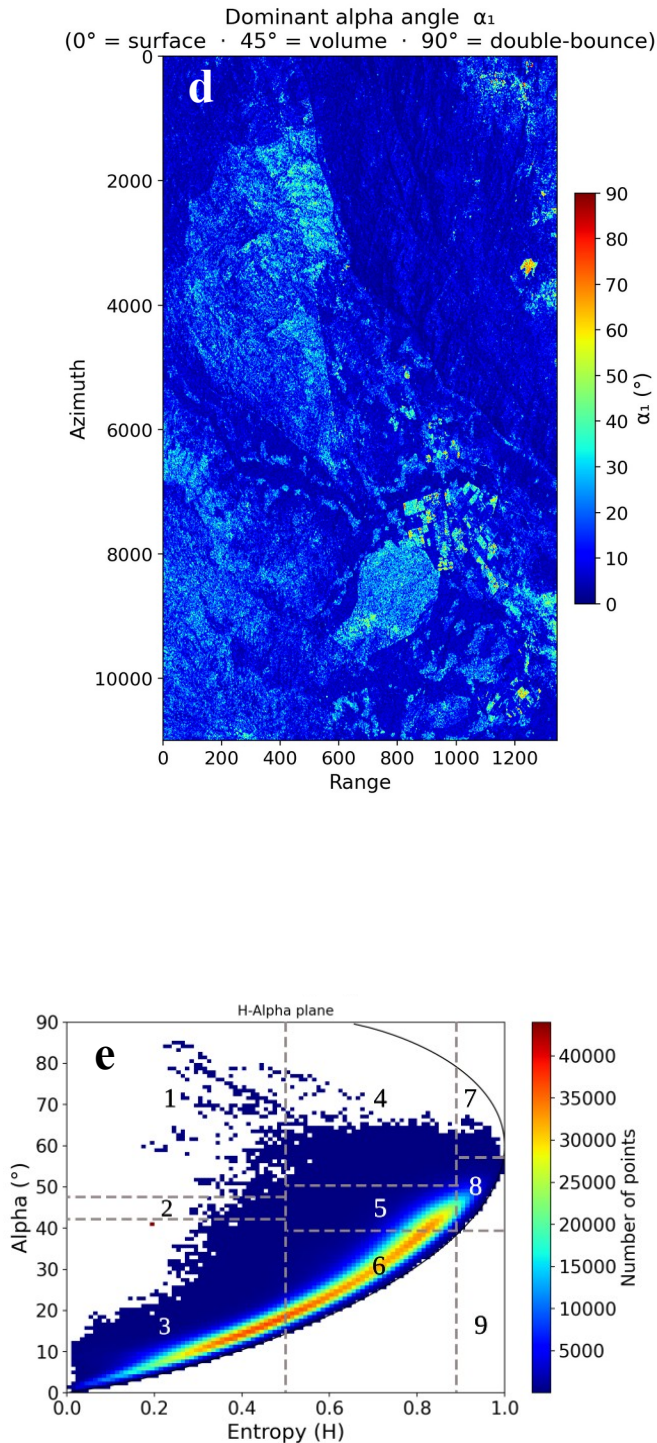 Dominant alpha angle α₁
(0° = surface · 45° = volume · 90° = double-bounce)
d
0
2000
4000
6000
8000
10000
Azimuth
0 200 400 600 800 1000 1200
Range
90
80
70
60
50
40
30
20
10
0
α₁ (°)
H-Alpha plane
e
90
80
70
60
50
40
30
20
10
0
Alpha (°)
1 4 7
2 5 8
3 6 9
0.0 0.2 0.4 0.6 0.8 1.0
Entropy (H)
40000
35000
30000
25000
20000
15000
10000
5000
Number of points